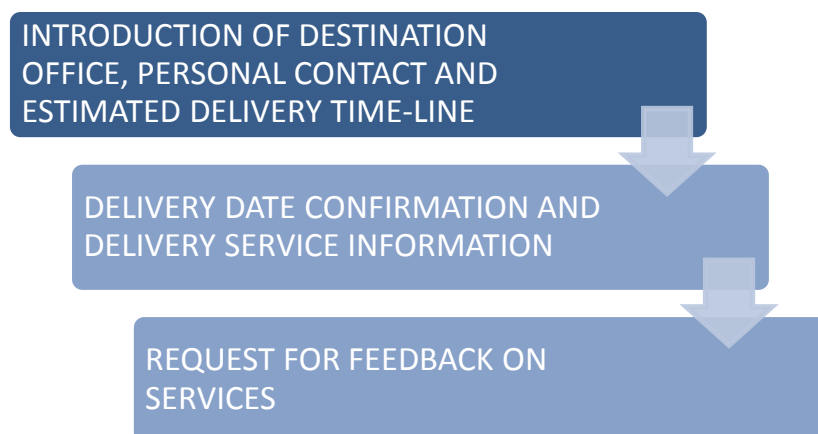 INTRODUCTION OF DESTINATION
OFFICE, PERSONAL CONTACT AND
ESTIMATED DELIVERY TIME-LINE
DELIVERY DATE CONFIRMATION AND
DELIVERY SERVICE INFORMATION
REQUEST FOR FEEDBACK ON
SERVICES